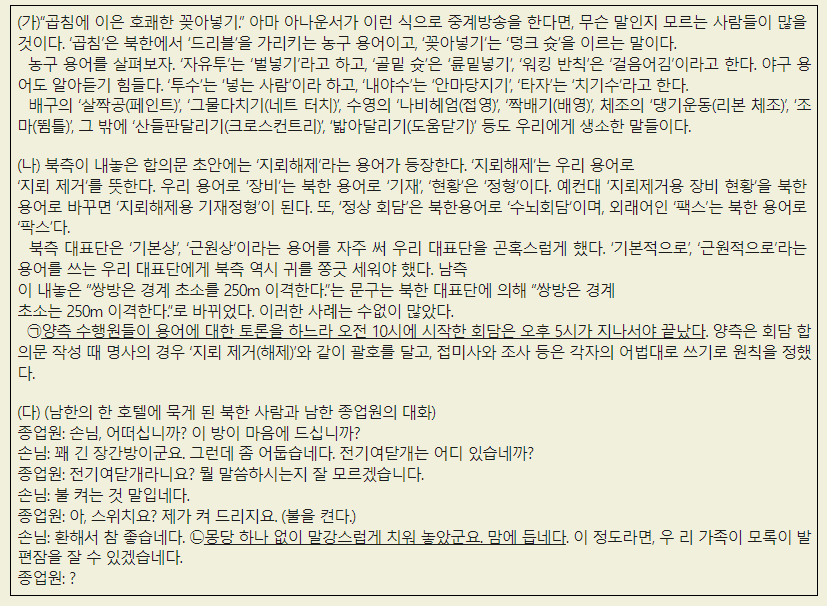 (가)“곱침에 이은 호쾌한 꽂아넣기.” 아마 아나운서가 이런 식으로 중계방송을 한다면, 무슨 말인지 모르는 사람들이 많을
것이다. ‘곱침’은 북한에서 ‘드리블’을 가리키는 농구 용어이고, ‘꽂아넣기’는 ‘덩크 슛’을 이르는 말이다.
농구 용어를 살펴보자. ‘자유투’는 ‘벌넣기’라고 하고, ‘골밑 슛’은 ‘륜밑넣기’, ‘워킹 반칙’은 ‘걸음어김’이라고 한다. 야구 용
어도 알아듣기 힘들다. ‘투수’는 ‘넣는 사람’이라 하고, ‘내야수’는 ‘안마당지기’, ‘타자’는 ‘치기수’라고 한다.
배구의 ‘살짝공(페인트)’, ‘그물다치기(네트 터치)’, 수영의 ‘나비헤엄(접영)’, ‘짝배기(배영)’, 체조의 ‘댕기운동(리본 체조)’, ‘조
마(뜀틀)’, 그 밖에 ‘산들판달리기(크로스컨트리)’, ‘밟아달리기(도움닫기)’ 등도 우리에게 생소한 말들이다.
(나) 북측이 내놓은 합의문 초안에는 ‘지뢰해제’라는 용어가 등장한다. ‘지뢰해제’는 우리 용어로
‘지뢰 제거’를 뜻한다. 우리 용어로 ‘장비’는 북한 용어로 ‘기재’, ‘현황’은 ‘정형’이다. 예컨대 ‘지뢰제거용 장비 현황’을 북한
용어로 바꾸면 ‘지뢰해제용 기재정형’이 된다. 또, ‘정상 회담’은 북한용어로 ‘수뇌회담’이며, 외래어인 ‘팩스’는 북한 용어로
‘팍스’다.
북측 대표단은 ‘기본상’, ‘근원상’이라는 용어를 자주 써 우리 대표단을 곤혹스럽게 했다. ‘기본적으로’, ‘근원적으로’라는
용어를 쓰는 우리 대표단에게 북측 역시 귀를 쫑긋 세워야 했다. 남측
이 내놓은 “쌍방은 경계 초소를 250m 이격한다.”는 문구는 북한 대표단에 의해 “쌍방은 경계
초소는 250m 이격한다.”로 바뀌었다. 이러한 사례는 수없이 많았다.
㉠양측 수행원들이 용어에 대한 토론을 하느라 오전 10시에 시작한 회담은 오후 5시가 지나서야 끝났다. 양측은 회담 합
의문 작성 때 명사의 경우 ‘지뢰 제거(해제)’와 같이 괄호를 달고, 접미사와 조사 등은 각자의 어법대로 쓰기로 원칙을 정했
다.
(다) (남한의 한 호텔에 묵게 된 북한 사람과 남한 종업원의 대화)
종업원: 손님, 어떠십니까? 이 방이 마음에 드십니까?
손님: 꽤 긴 장간방이군요. 그런데 좀 어둡습네다. 전기여닫개는 어디 있습네까?
종업원: 전기여닫개라니요? 뭘 말씀하시는지 잘 모르겠습니다.
손님: 불 켜는 것 말입네다.
종업원: 아, 스위치요? 제가 켜 드리지요. (불을 켠다.)
손님: 환해서 참 좋습네다. ㉡몽당 하나 없이 말강스럽게 치워 놓았군요. 맘에 듭네다. 이 정도라면, 우 리 가족이 모록이 발
편잠을 잘 수 있겠습네다.
종업원: ?